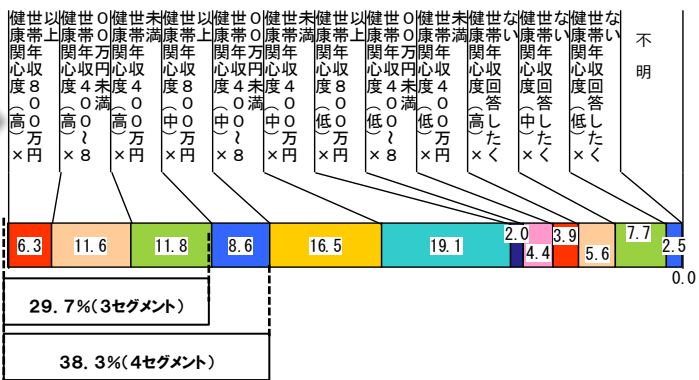 健康関心度（高）×
世帯年収８００万円
以上
健康関心度（高）×
世帯年収４００～８
００万円未満
健康関心度（高）×
世帯年収４００万円
未満
健康関心度（中）×
世帯年収８００万円
以上
健康関心度（中）×
世帯年収４００～８
００万円未満
健康関心度（中）×
世帯年収４００万円
未満
健康関心度（低）×
世帯年収８００万円
以上
健康関心度（低）×
世帯年収４００～８
００万円未満
健康関心度（低）×
世帯年収４００万円
未満
健康関心度（高）×
世帯年収回答したく
ない
健康関心度（中）×
世帯年収回答したく
ない
健康関心度（低）×
世帯年収回答したく
ない
不明
6.3
11.6
11.8
8.6
16.5
19.1
2.0
4.4
3.9
5.6
7.7
2.5
0.0
29.7%(3セグメント)
38.3%(4セグメント)